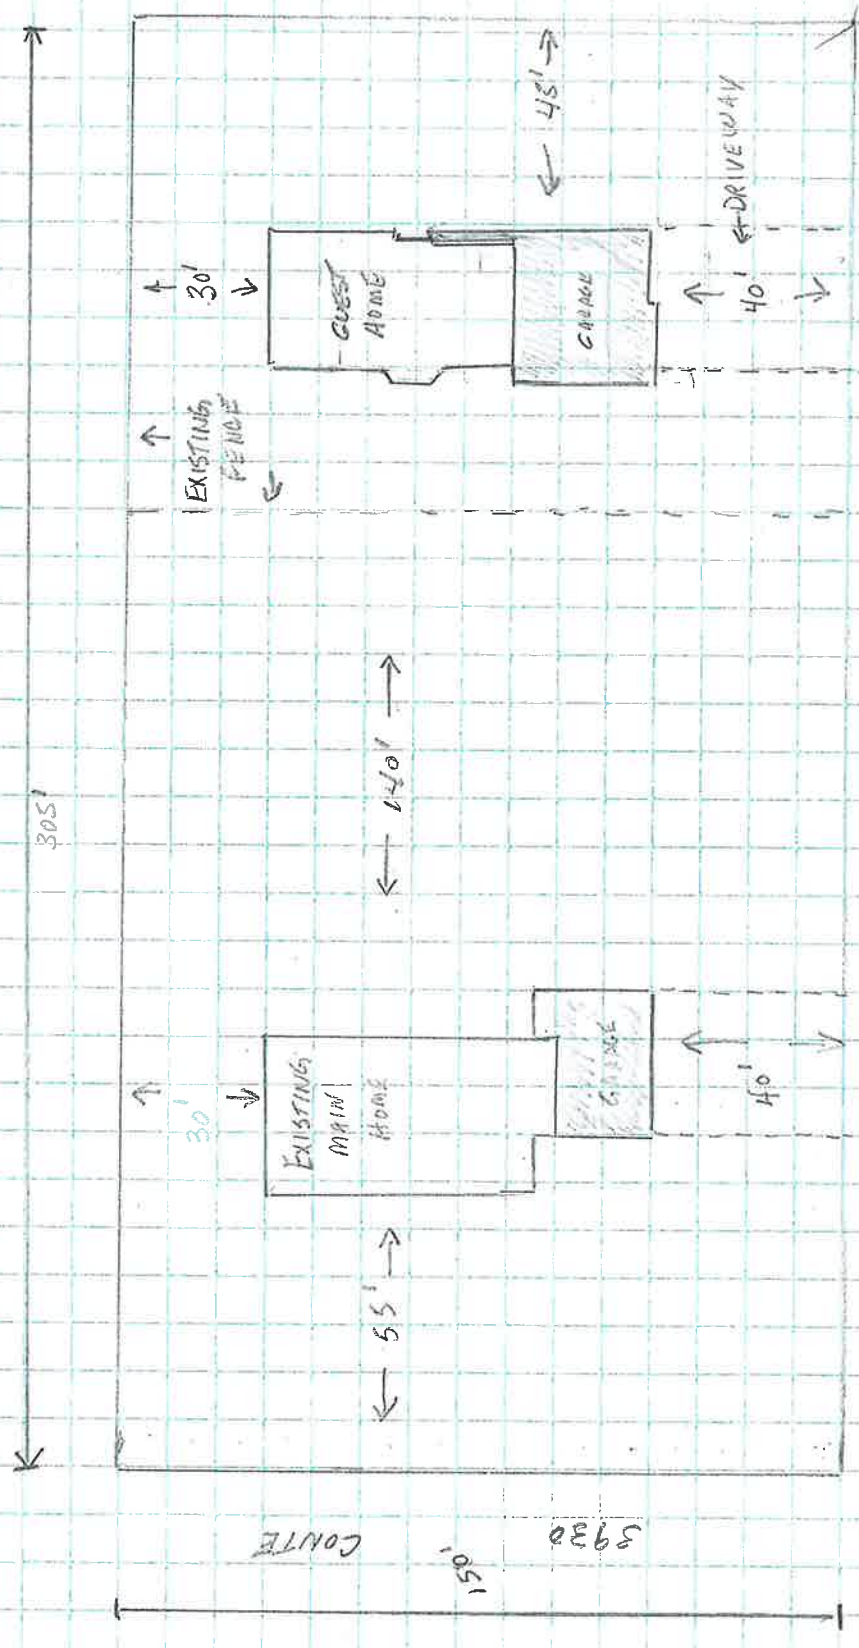 305'
48'
←DRIVEWAY
30'
GUEST
HOME
GARAGE
40'
EXISTING
FENCE
140'
30'
EXISTING
MAIN
HOME
GARAGE
40'
55'
CONTE
3930
150'